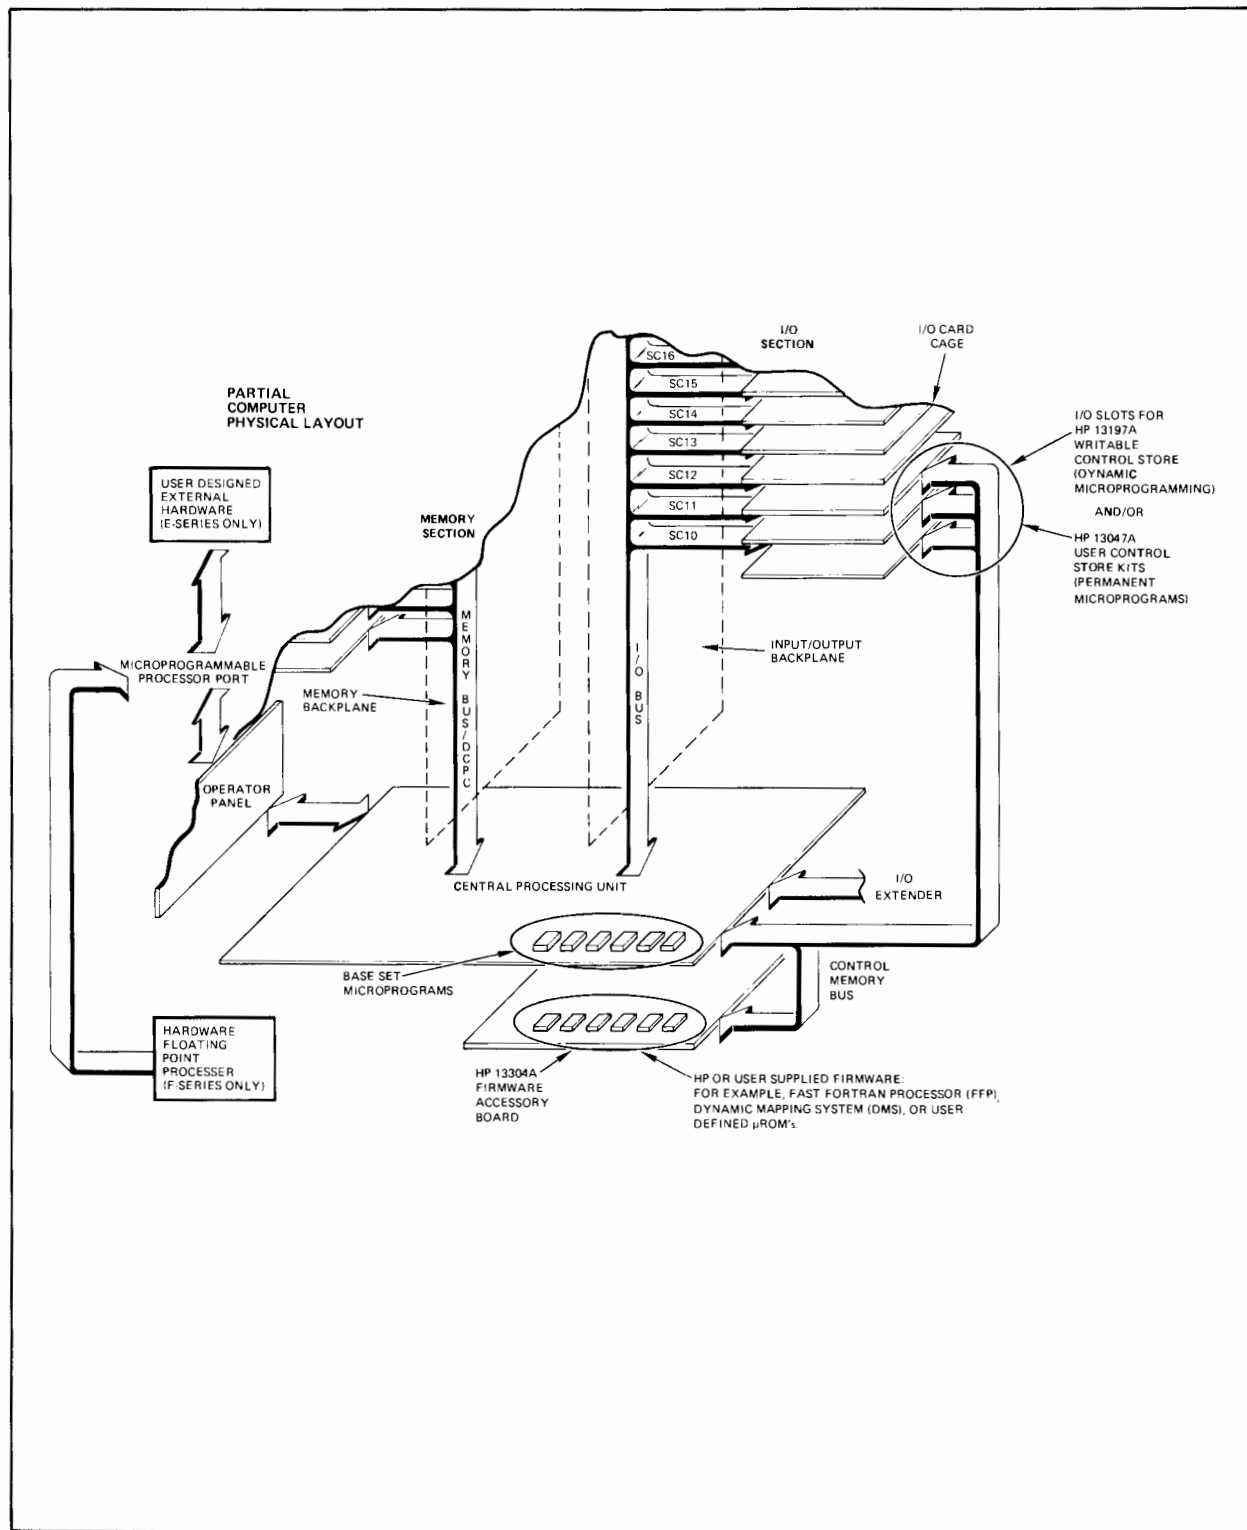 PARTIAL
COMPUTER
PHYSICAL LAYOUT
I/O
SECTION
I/O CARD
CAGE
SC16
SC15
SC14
SC13
SC12
SC11
SC10
I/O SLOTS FOR
HP 13197A
WRITABLE
CONTROL STORE
(DYNAMIC
MICROPROGRAMMING)
AND/OR
HP 13047A
USER CONTROL
STORE KITS
(PERMANENT
MICROPROGRAMS)
USER DESIGNED
EXTERNAL
HARDWARE
(E-SERIES ONLY)
MEMORY
SECTION
MICROPROGRAMMABLE
PROCESSOR PORT
MEMORY
BACKPLANE
MEMORY BUS/DCPC
I/O BUS
INPUT/OUTPUT
BACKPLANE
OPERATOR
PANEL
CENTRAL PROCESSING UNIT
I/O
EXTENDER
BASE SET
MICROPROGRAMS
CONTROL
MEMORY
BUS
HARDWARE
FLOATING
POINT
PROCESSER
(F-SERIES ONLY)
HP 13304A
FIRMWARE
ACCESSORY
BOARD
HP OR USER SUPPLIED FIRMWARE:
FOR EXAMPLE, FAST FORTRAN PROCESSOR (FFP),
DYNAMIC MAPPING SYSTEM (DMS), OR USER
DEFINED µROM's.